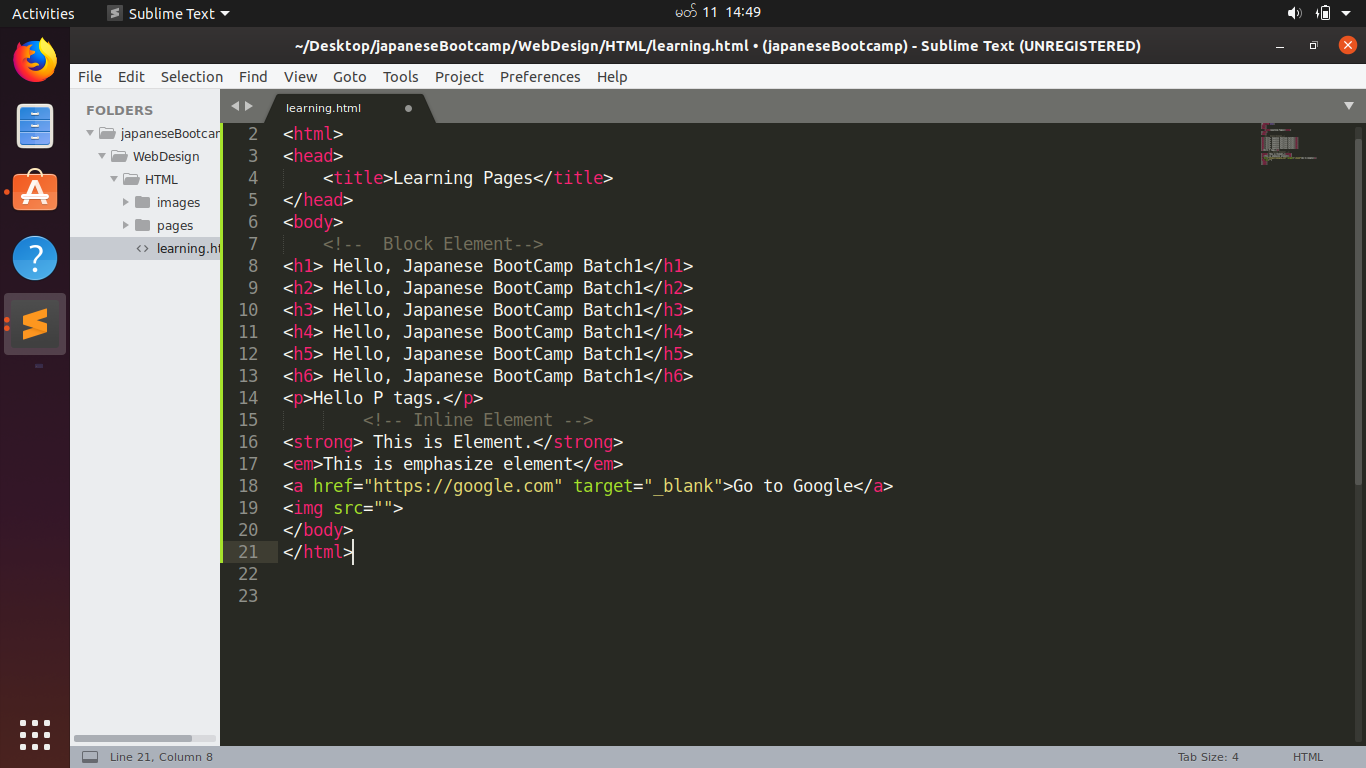 Activities Sublime Text မတ် 11 14:49
~/Desktop/japaneseBootcamp/WebDesign/HTML/learning.html • (japaneseBootcamp) - Sublime Text (UNREGISTERED)
File Edit Selection Find View Goto Tools Project Preferences Help
FOLDERS
japaneseBootcar
WebDesign
HTML
images
pages
<> learning.ht
learning.html
2 <html>
3 <head>
4 <title>Learning Pages</title>
5 </head>
6 <body>
7 <!--  Block Element-->
8 <h1> Hello, Japanese BootCamp Batch1</h1>
9 <h2> Hello, Japanese BootCamp Batch1</h2>
10 <h3> Hello, Japanese BootCamp Batch1</h3>
11 <h4> Hello, Japanese BootCamp Batch1</h4>
12 <h5> Hello, Japanese BootCamp Batch1</h5>
13 <h6> Hello, Japanese BootCamp Batch1</h6>
14 <p>Hello P tags.</p>
15 <!-- Inline Element -->
16 <strong> This is Element.</strong>
17 <em>This is emphasize element</em>
18 <a href="https://google.com" target="_blank">Go to Google</a>
19 <img src="">
20 </body>
21 </html>
22
23
Line 21, Column 8 Tab Size: 4 HTML